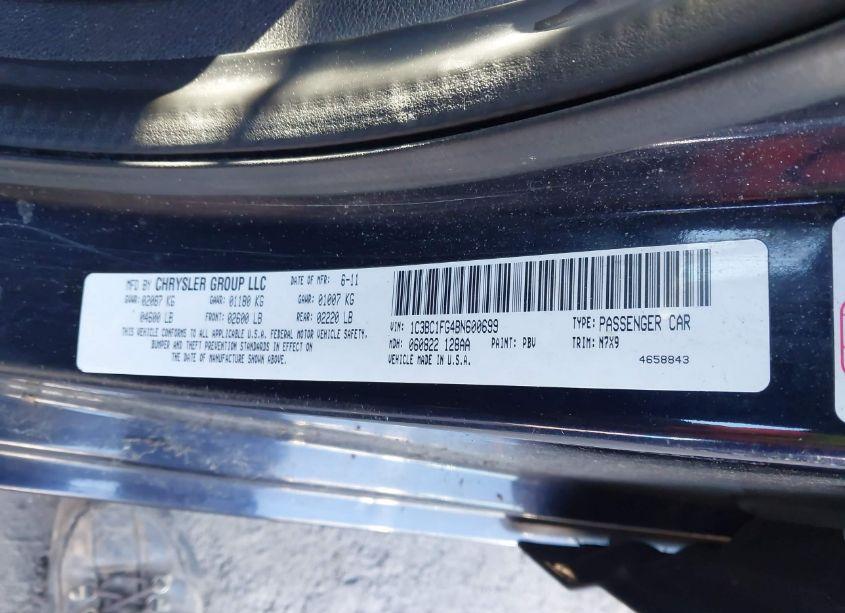 MFD BY CHRYSLER GROUP LLC DATE OF MFR: 6-11
GVWR: 02087 KG GAWR: 01180 KG GAWR: 01007 KG
04600 LB FRONT: 02600 LB REAR: 02220 LB
THIS VEHICLE CONFORMS TO ALL APPLICABLE U.S.A. FEDERAL MOTOR VEHICLE SAFETY,
BUMPER AND THEFT PREVENTION STANDARDS IN EFFECT ON
THE DATE OF MANUFACTURE SHOWN ABOVE.
VIN: 1C3BC1FG4BN600699 TYPE: PASSENGER CAR
MDH: 060822 128AA PAINT: PBV TRIM: N7X9
VEHICLE MADE IN U.S.A. 4658843